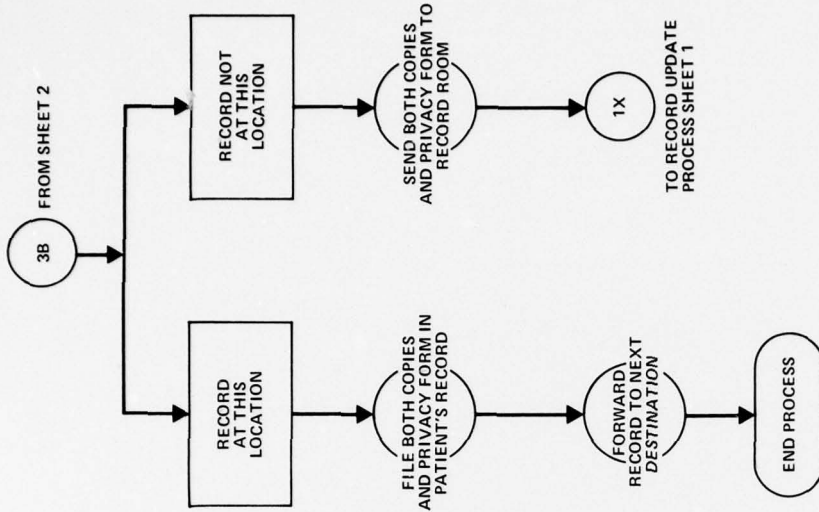 3B
FROM SHEET 2
RECORD
AT THIS
LOCATION
FILE BOTH COPIES
AND PRIVACY FORM IN
PATIENT'S RECORD
FORWARD
RECORD TO NEXT
DESTINATION
END PROCESS
RECORD NOT
AT THIS
LOCATION
SEND BOTH COPIES
AND PRIVACY FORM TO
RECORD ROOM
1X
TO RECORD UPDATE
PROCESS SHEET 1